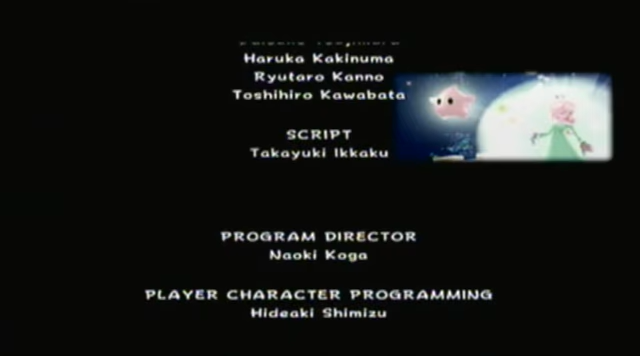 Haruka Kakinuma
Ryutaro Kanno
Toshihiro Kawabata
SCRIPT
Takayuki Ikkaku
PROGRAM DIRECTOR
Naoki Koga
PLAYER CHARACTER PROGRAMMING
Hideaki Shimizu